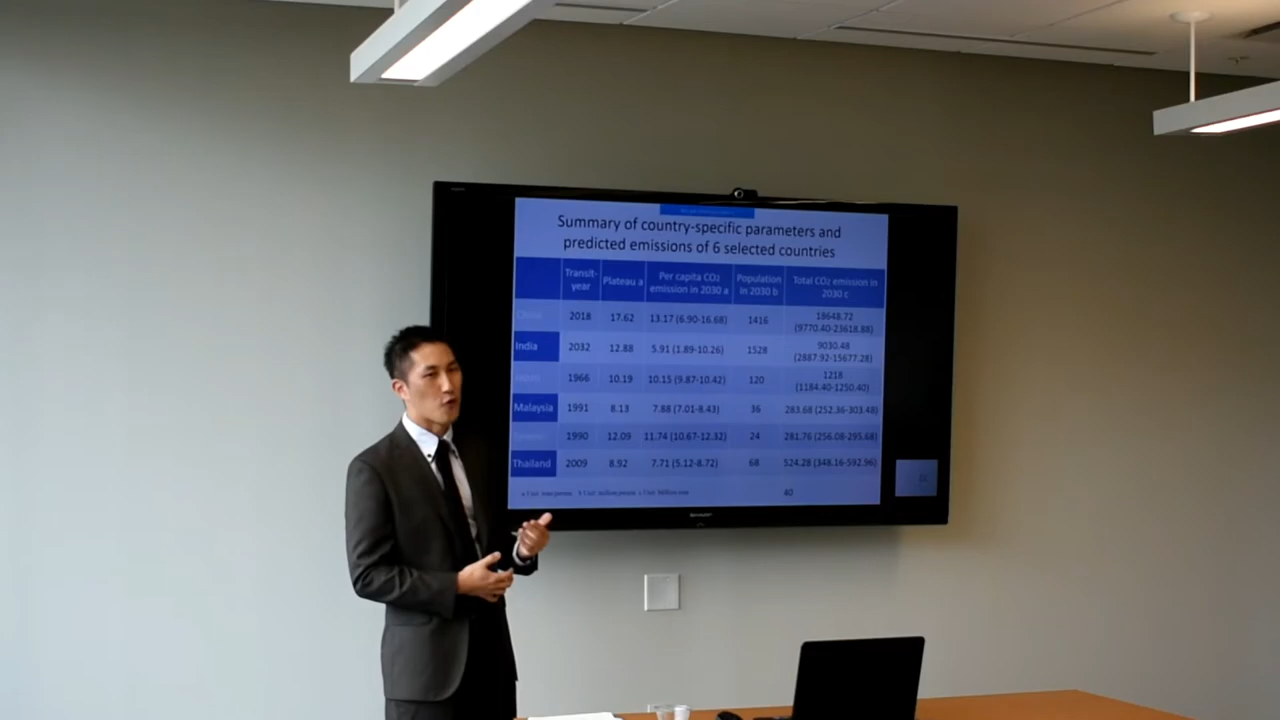 Summary of country-specific parameters and
predicted emissions of 6 selected countries
Transit-
year
Plateau a
Per capita CO2
emission in 2030 a
Population
in 2030 b
Total CO2 emission in
2030 c
China 2018 17.62 13.17 (6.90-16.68) 1416 18648.72
(9770.40-23618.88)
India 2032 12.88 5.91 (1.89-10.26) 1528 9030.48
(2887.92-15677.28)
Japan 1966 10.19 10.15 (9.87-10.42) 120 1218
(1184.40-1250.40)
Malaysia 1991 8.13 7.88 (7.01-8.43) 36 283.68 (252.36-303.48)
1990 12.09 11.74 (10.67-12.32) 24 281.76 (256.08-295.68)
Thailand 2009 8.92 7.71 (5.12-8.72) 68 524.28 (348.16-592.96)
40
SHARP